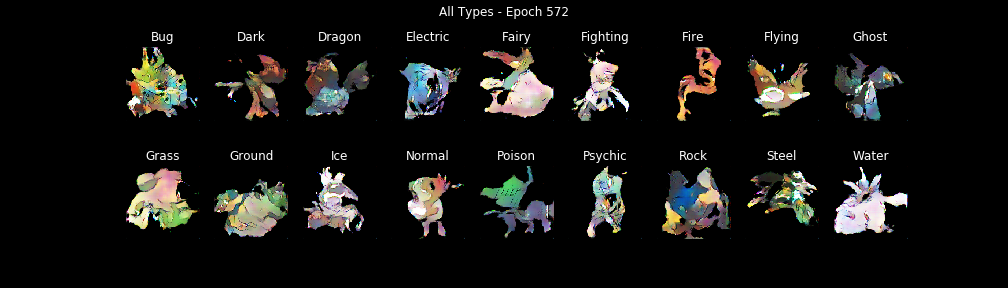 All Types - Epoch 572
Bug Dark Dragon Electric Fairy Fighting Fire Flying Ghost
Grass Ground Ice Normal Poison Psychic Rock Steel Water